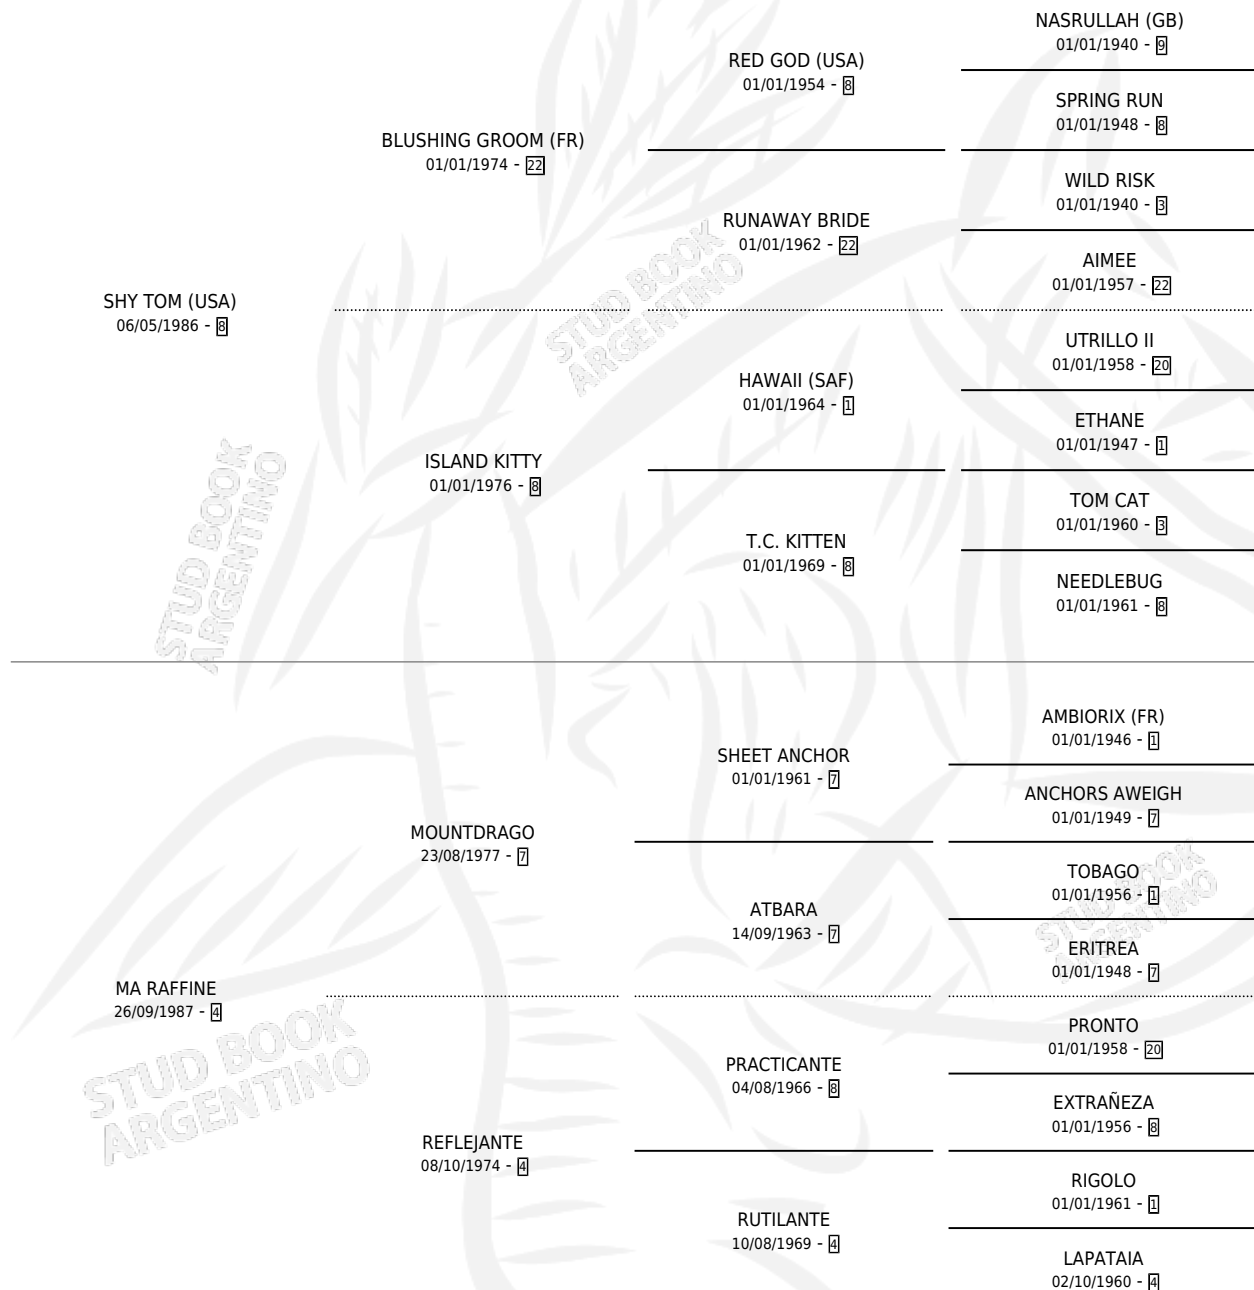 NASRULLAH (GB)
01/01/1940 - 9
RED GOD (USA)
01/01/1954 - 8
SPRING RUN
01/01/1948 - 8
BLUSHING GROOM (FR)
01/01/1974 - 22
WILD RISK
01/01/1940 - 3
RUNAWAY BRIDE
01/01/1962 - 22
AIMEE
01/01/1957 - 22
SHY TOM (USA)
06/05/1986 - 8
UTRILLO II
01/01/1958 - 20
HAWAII (SAF)
01/01/1964 - 1
ETHANE
01/01/1947 - 1
ISLAND KITTY
01/01/1976 - 8
TOM CAT
01/01/1960 - 3
T.C. KITTEN
01/01/1969 - 8
NEEDLEBUG
01/01/1961 - 8
AMBIORIX (FR)
01/01/1946 - 1
SHEET ANCHOR
01/01/1961 - 7
ANCHORS AWEIGH
01/01/1949 - 7
MOUNTDRAGO
23/08/1977 - 7
TOBAGO
01/01/1956 - 1
ATBARA
14/09/1963 - 7
ERITREA
01/01/1948 - 7
MA RAFFINE
26/09/1987 - 4
PRONTO
01/01/1958 - 20
PRACTICANTE
04/08/1966 - 8
EXTRAÑEZA
01/01/1956 - 8
REFLEJANTE
08/10/1974 - 4
RIGOLO
01/01/1961 - 1
RUTILANTE
10/08/1969 - 4
LAPATAIA
02/10/1960 - 4
STUD BOOK
ARGENTINO
STUD BOOK
ARGENTINO
STUD BOOK
ARGENTINO
STUD BOOK
ARGENTINO